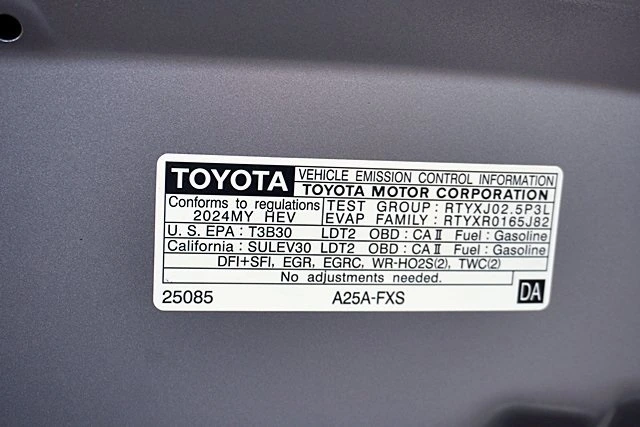 TOYOTA VEHICLE EMISSION CONTROL INFORMATION
TOYOTA MOTOR CORPORATION
Conforms to regulations TEST GROUP : RTYXJ02.5P3L
2024MY HEV EVAP FAMILY : RTYXR0165J82
U.S. EPA : T3B30 LDT2 OBD : CA II Fuel : Gasoline
California : SULEV30 LDT2 OBD : CA II Fuel : Gasoline
DFI+SFI, EGR, EGRC, WR-HO2S(2), TWC(2)
No adjustments needed.
25085 A25A-FXS DA